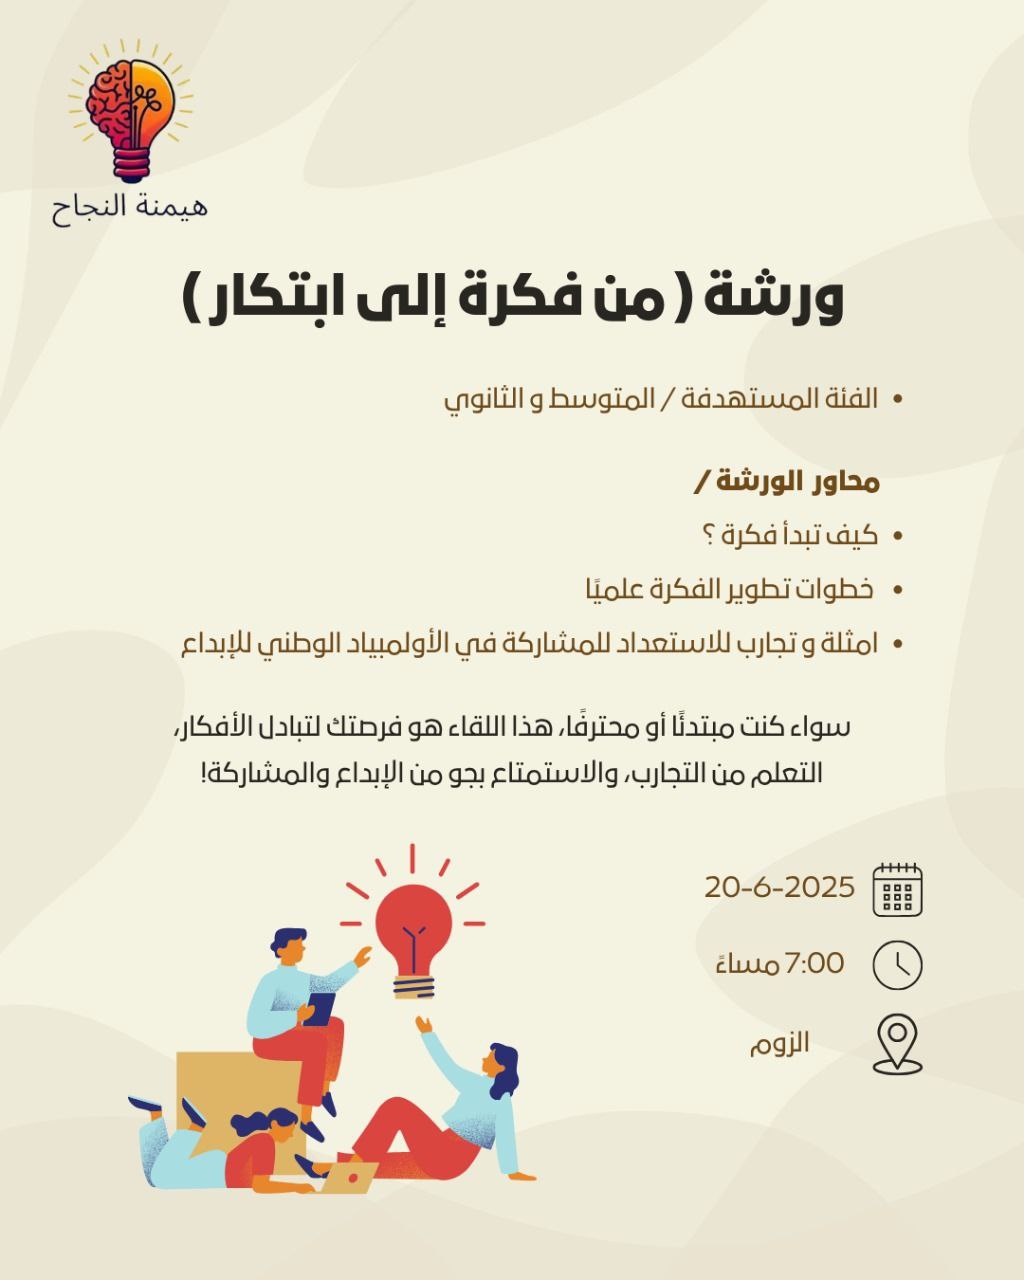 هيمنة النجاح
ورشة ( من فكرة إلى ابتكار )
• الفئة المستهدفة / المتوسط و الثانوي
محاور الورشة /
• كيف تبدأ فكرة ؟
• خطوات تطوير الفكرة علميًا
• امثلة و تجارب للاستعداد للمشاركة في الأولمبياد الوطني للإبداع
سواء كنت مبتدئًا أو محترفًا، هذا اللقاء هو فرصتك لتبادل الأفكار،
التعلم من التجارب، والاستمتاع بجو من الإبداع والمشاركة!
20-6-2025
7:00 مساءً
الزوم